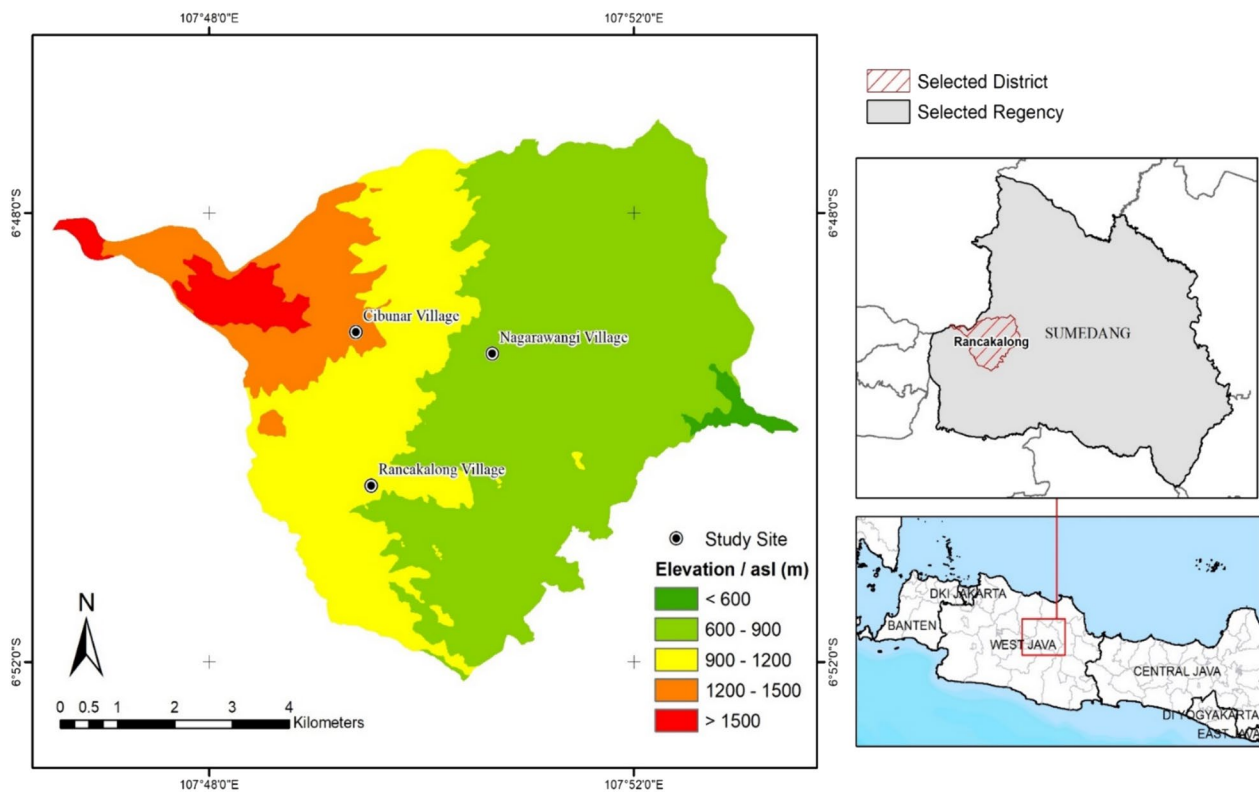 107°48'0"E
107°52'0"E
6°48'0"S
6°48'0"S
Cibunar Village
Nagarawangi Village
Rancakalong Village
Study Site
Elevation / asl (m)
< 600
600 - 900
900 - 1200
1200 - 1500
> 1500
N
0 0.5 1 2 3 4
Kilometers
6°52'0"S
6°52'0"S
107°48'0"E
107°52'0"E
Selected District
Selected Regency
SUMEDANG
Rancakalong
DKI JAKARTA
BANTEN
WEST JAVA
CENTRAL JAVA
DI YOGYAKARTA
EAST JAVA